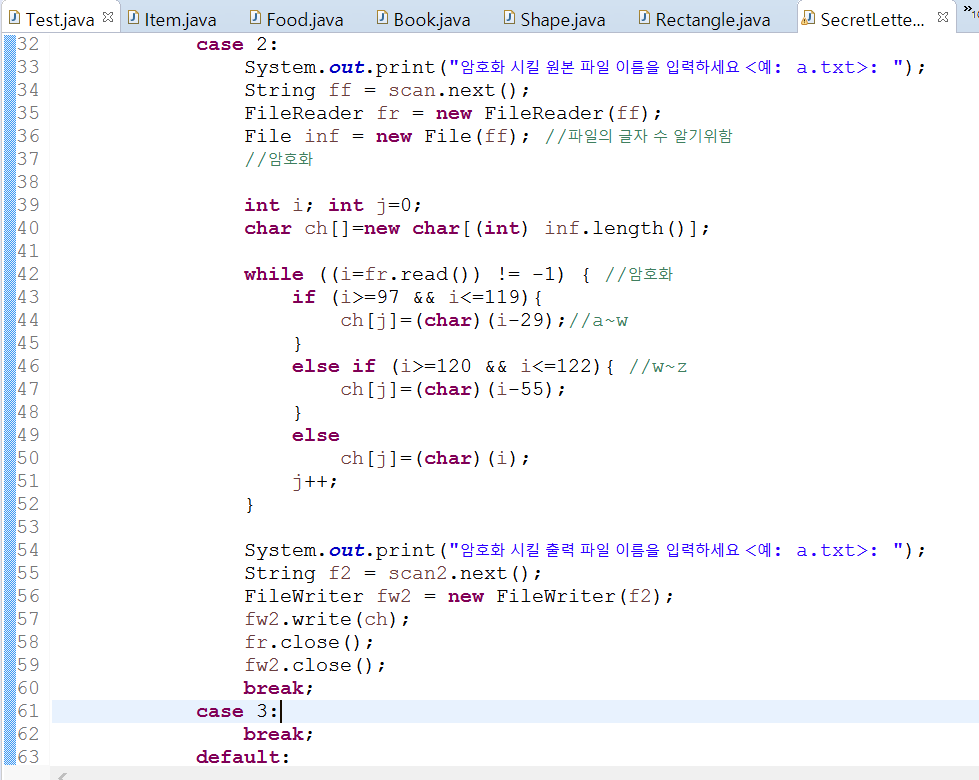 Test.java Item.java Food.java Book.java Shape.java Rectangle.java SecretLette... »10
32 case 2:
33 System.out.print("암호화 시킬 원본 파일 이름을 입력하세요 <예: a.txt>: ");
34 String ff = scan.next();
35 FileReader fr = new FileReader(ff);
36 File inf = new File(ff); //파일의 글자 수 알기위함
37 //암호화
38
39 int i; int j=0;
40 char ch[]=new char[(int) inf.length()];
41
42 while ((i=fr.read()) != -1) { //암호화
43 if (i>=97 && i<=119){
44 ch[j]=(char)(i-29);//a~w
45 }
46 else if (i>=120 && i<=122){ //w~z
47 ch[j]=(char)(i-55);
48 }
49 else
50 ch[j]=(char)(i);
51 j++;
52 }
53
54 System.out.print("암호화 시킬 출력 파일 이름을 입력하세요 <예: a.txt>: ");
55 String f2 = scan2.next();
56 FileWriter fw2 = new FileWriter(f2);
57 fw2.write(ch);
58 fr.close();
59 fw2.close();
60 break;
61 case 3:
62 break;
63 default: